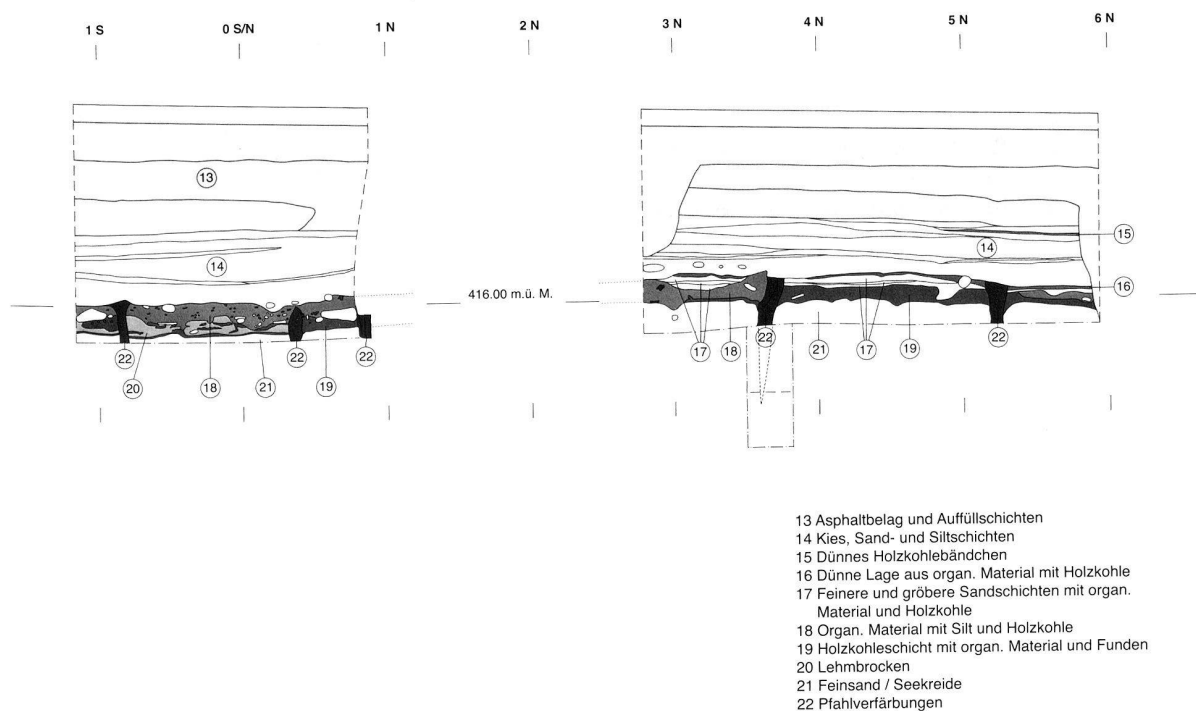 1 S 0 S/N 1 N 2 N 3 N 4 N 5 N 6 N
13
14
15
14
416.00 m.ü. M.
16
22 22 22
20 18 21 19
17 18 22 21 17 19 22
13 Asphaltbelag und Auffüllschichten
14 Kies, Sand- und Siltschichten
15 Dünnes Holzkohlebändchen
16 Dünne Lage aus organ. Material mit Holzkohle
17 Feinere und gröbere Sandschichten mit organ.
Material und Holzkohle
18 Organ. Material mit Silt und Holzkohle
19 Holzkohleschicht mit organ. Material und Funden
20 Lehmbrocken
21 Feinsand / Seekreide
22 Pfahlverfärbungen